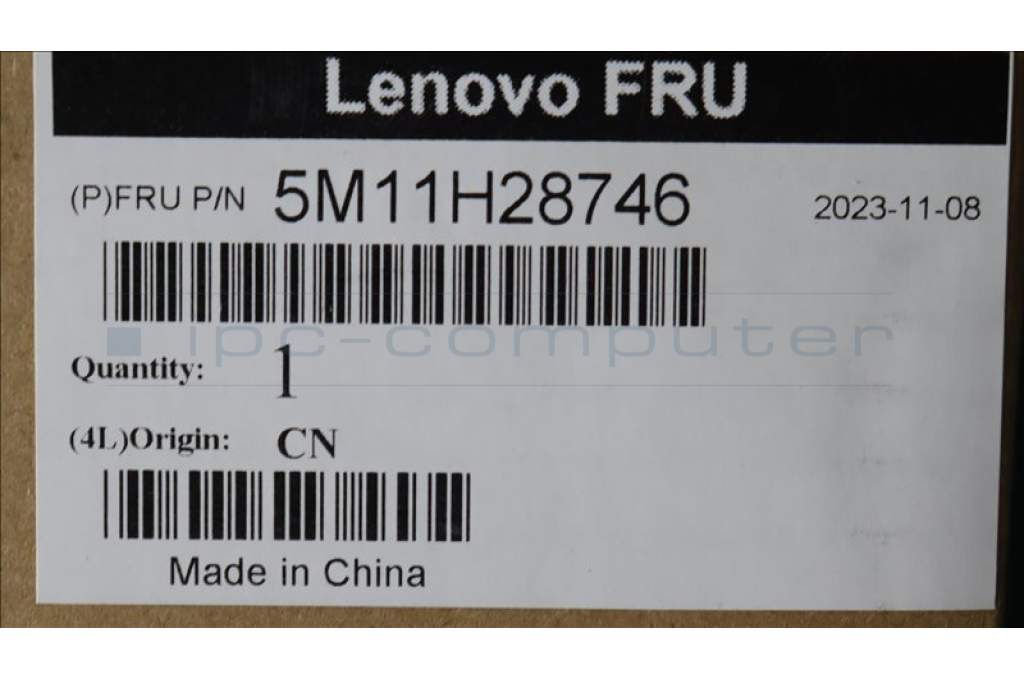 Lenovo FRU
(P)FRU P/N 5M11H28746 2023-11-08
ipc-computer
Quantity: 1
(4L)Origin: CN
Made in China